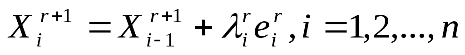 X_i^{r+1} = X_{i-1}^{r+1} + λ_i^r e_i^r, i = 1,2,...,n